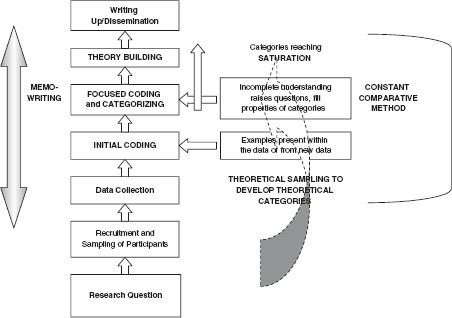 Writing
Up/Dissemination
THEORY BUILDING
Categories reaching
SATURATION
MEMO-
WRITING
FOCUSED CODING
and CATEGORIZING
Incomplete understanding
raises questions, fill
properties of categories
CONSTANT
COMPARATIVE
METHOD
INITIAL CODING
Examples present within
the data of front new data
THEORETICAL SAMPLING TO
DEVELOP THEORETICAL
CATEGORIES
Data Collection
Recruitment and
Sampling of Participants
Research Question